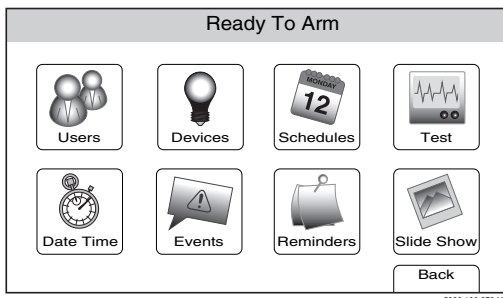 Ready To Arm
MONDAY
12
Users
Devices
Schedules
Test
Date Time
Events
Reminders
Slide Show
Back